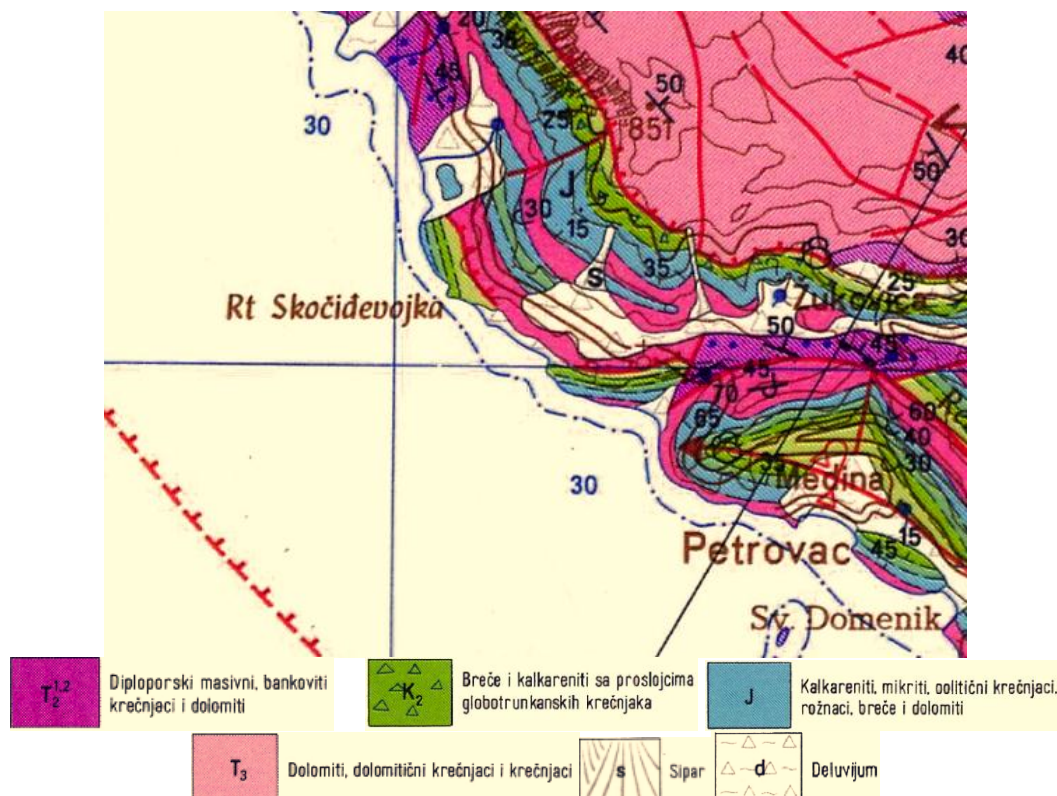 20
36
45
30
25
50
851
40
50
J
30
15
35
30
s
25
Rt Skočiđevojka
Žukovica
50
45
45
70
65
60
40
30
35
30
Medina
15
Petrovac
45
Sv. Domenik
T₂¹·² Diploporski masivni, bankoviti
krečnjaci i dolomiti
K₂ Breče i kalkareniti sa proslojcima
globotrunkanskih krečnjaka
J Kalkareniti, mikriti, oolitični krečnjaci,
rožnaci, breče i dolomiti
T₃ Dolomiti, dolomitični krečnjaci i krečnjaci
s Sipar
d Deluvijum